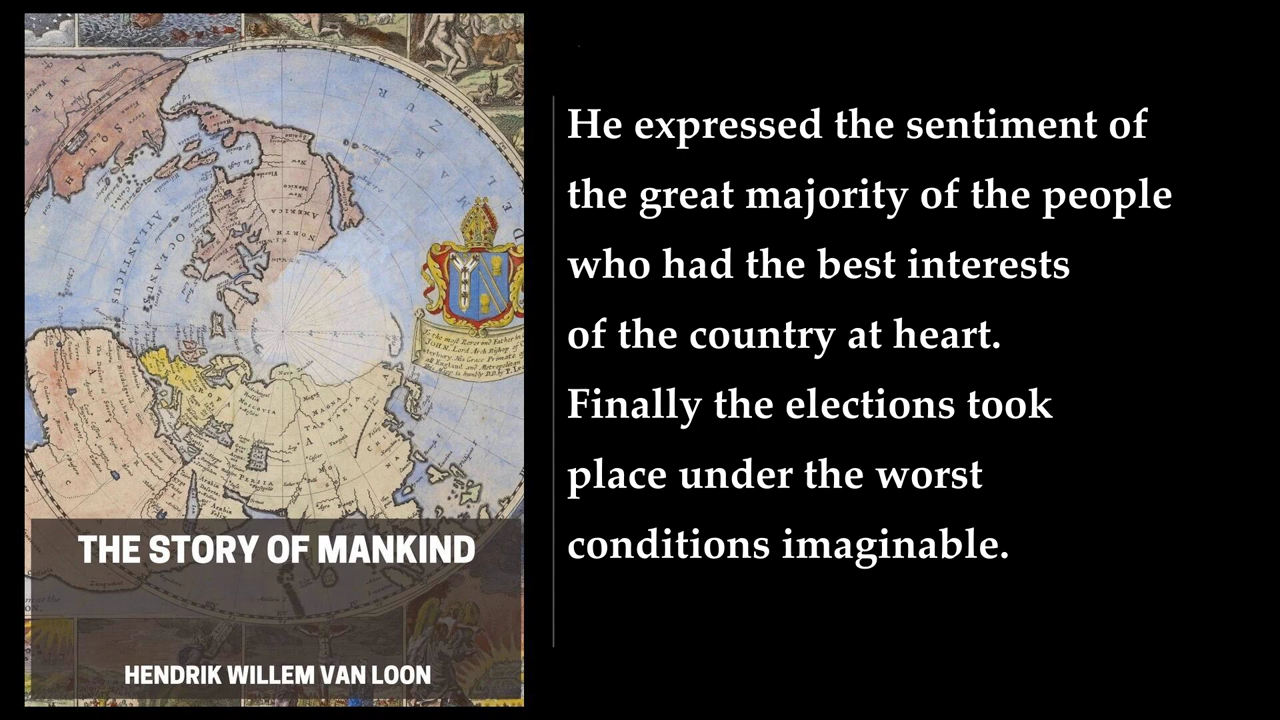 THE STORY OF MANKIND
HENDRIK WILLEM VAN LOON
He expressed the sentiment of
the great majority of the people
who had the best interests
of the country at heart.
Finally the elections took
place under the worst
conditions imaginable.